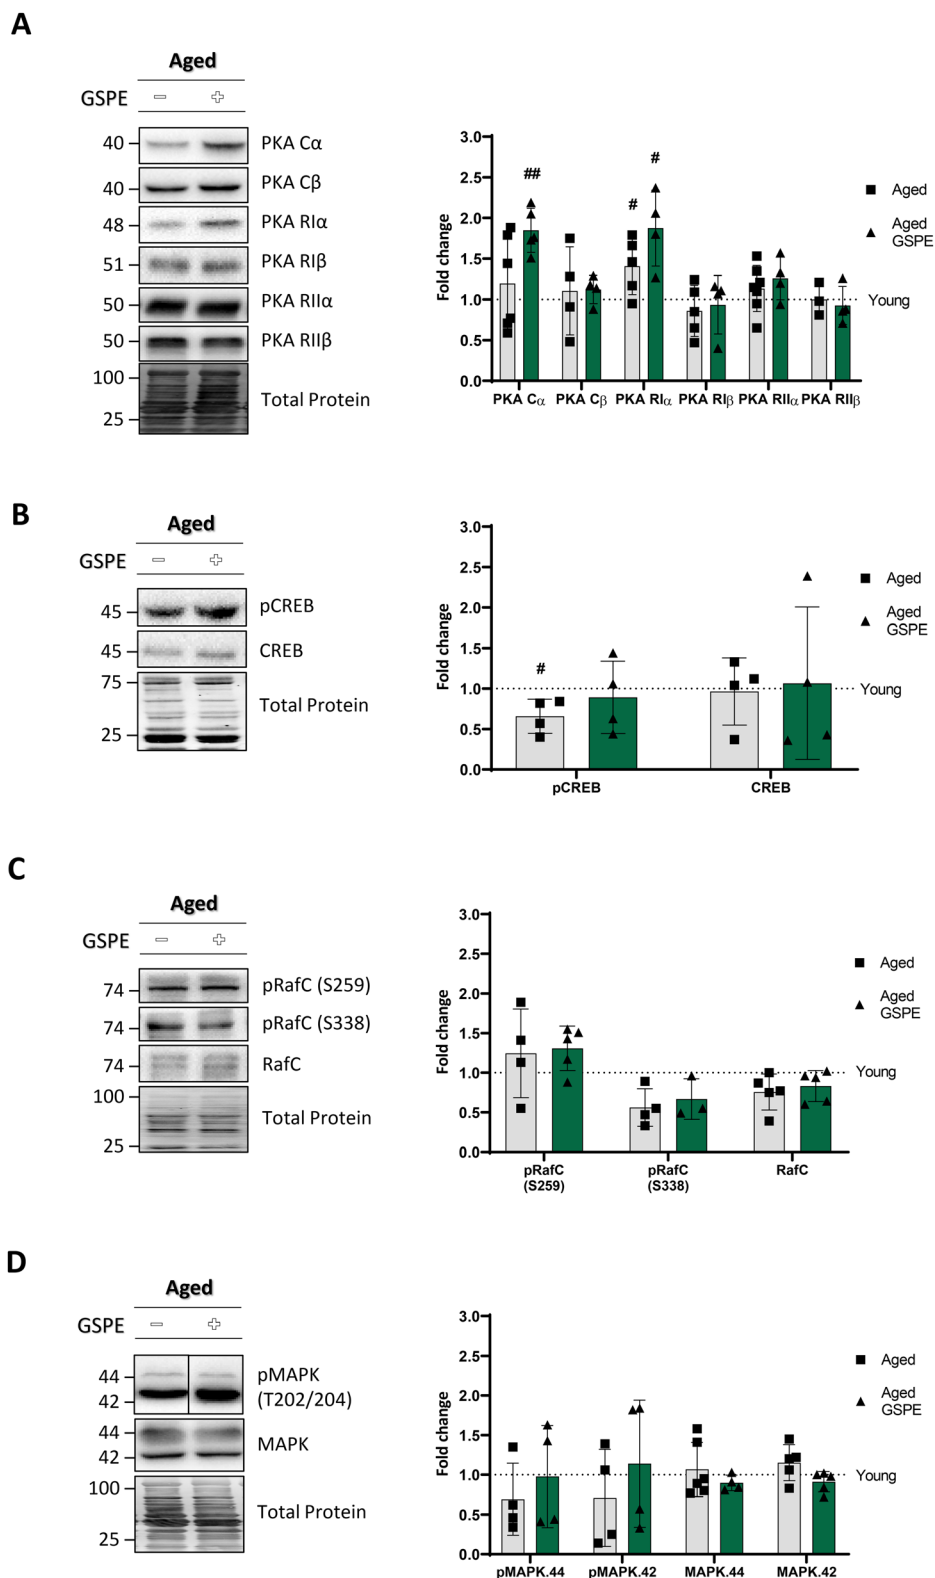 A
Aged
GSPE − +
40 PKA Cα
40 PKA Cβ
48 PKA RIα
51 PKA RIβ
50 PKA RIIα
50 PKA RIIβ
100
25
Total Protein
Fold change
3.0
2.5
2.0
1.5
1.0
0.5
0.0
##
#
#
Aged
Aged
GSPE
Young
PKA Cα PKA Cβ PKA RIα PKA RIβ PKA RIIα PKA RIIβ
B
Aged
GSPE − +
45 pCREB
45 CREB
75
25
Total Protein
Fold change
3.0
2.5
2.0
1.5
1.0
0.5
0.0
#
Aged
Aged
GSPE
Young
pCREB CREB
C
Aged
GSPE − +
74 pRafC (S259)
74 pRafC (S338)
74 RafC
100
25
Total Protein
Fold change
3.0
2.5
2.0
1.5
1.0
0.5
0.0
Aged
Aged
GSPE
Young
pRafC pRafC RafC
(S259) (S338)
D
Aged
GSPE − +
44
42
pMAPK
(T202/204)
44
42
MAPK
100
25
Total Protein
Fold change
3.0
2.5
2.0
1.5
1.0
0.5
0.0
Aged
Aged
GSPE
Young
pMAPK.44 pMAPK.42 MAPK.44 MAPK.42